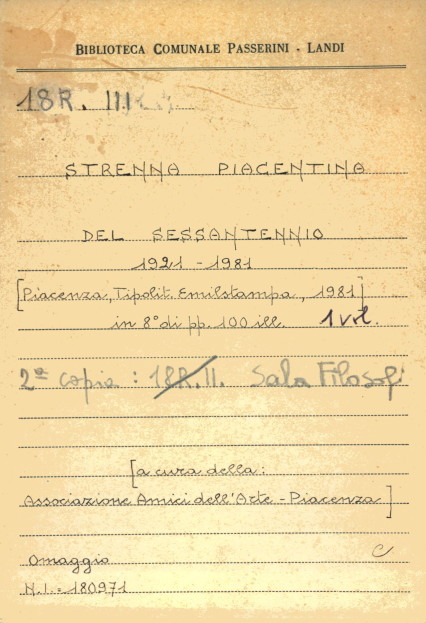 BIBLIOTECA COMUNALE PASSERINI - LANDI
18R. III
STRENNA PIACENTINA
DEL SESSANTENNIO
1921 - 1981
[Piacenza, Tipolit. Emilstampa, 1981]
in 8° di pp. 100 ill. 1 vol.
2ª copia : 18R.II. Sala Filosofi
[a cura della:
Associazione Amici dell'Arte - Piacenza]
Omaggio C
N.I. - 180971